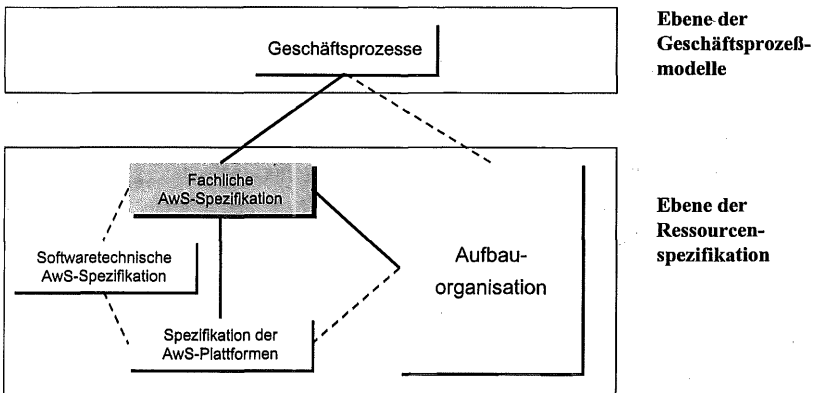 Geschäftsprozesse
Ebene der
Geschäftsprozeß-
modelle
Fachliche
AwS-Spezifikation
Softwaretechnische
AwS-Spezifikation
Spezifikation der
AwS-Plattformen
Aufbau-
organisation
Ebene der
Ressourcen-
spezifikation